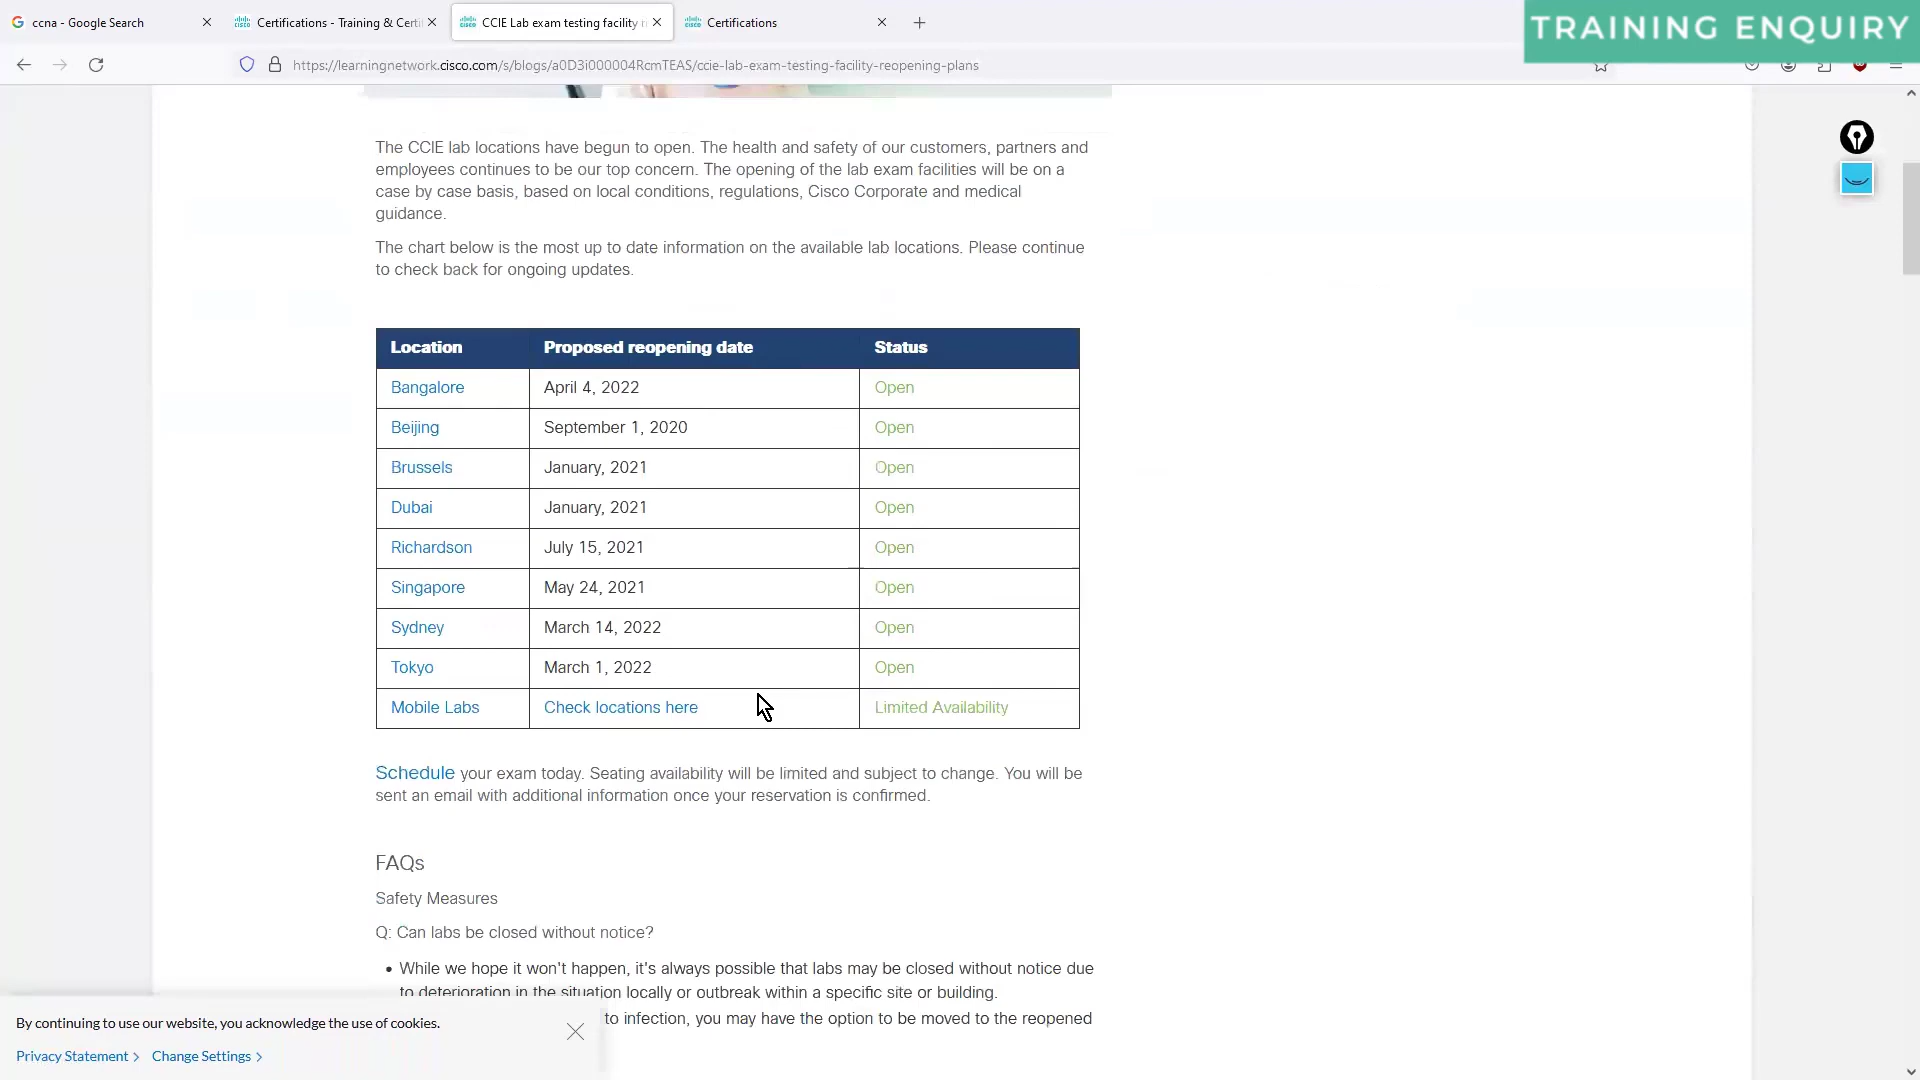 ccna - Google Search
Certifications - Training & Certi
CCIE Lab exam testing facility
Certifications
TRAINING ENQUIRY
https://learningnetwork.cisco.com/s/blogs/a0D3i000004RcmTEAS/ccie-lab-exam-testing-facility-reopening-plans
The CCIE lab locations have begun to open. The health and safety of our customers, partners and
employees continues to be our top concern. The opening of the lab exam facilities will be on a
case by case basis, based on local conditions, regulations, Cisco Corporate and medical
guidance.
The chart below is the most up to date information on the available lab locations. Please continue
to check back for ongoing updates.
Location Proposed reopening date Status
Bangalore April 4, 2022 Open
Beijing September 1, 2020 Open
Brussels January, 2021 Open
Dubai January, 2021 Open
Richardson July 15, 2021 Open
Singapore May 24, 2021 Open
Sydney March 14, 2022 Open
Tokyo March 1, 2022 Open
Mobile Labs Check locations here Limited Availability
Schedule your exam today. Seating availability will be limited and subject to change. You will be
sent an email with additional information once your reservation is confirmed.
FAQs
Safety Measures
Q: Can labs be closed without notice?
• While we hope it won't happen, it's always possible that labs may be closed without notice due
to deterioration in the situation locally or outbreak within a specific site or building.
to infection, you may have the option to be moved to the reopened
By continuing to use our website, you acknowledge the use of cookies.
Privacy Statement > Change Settings >